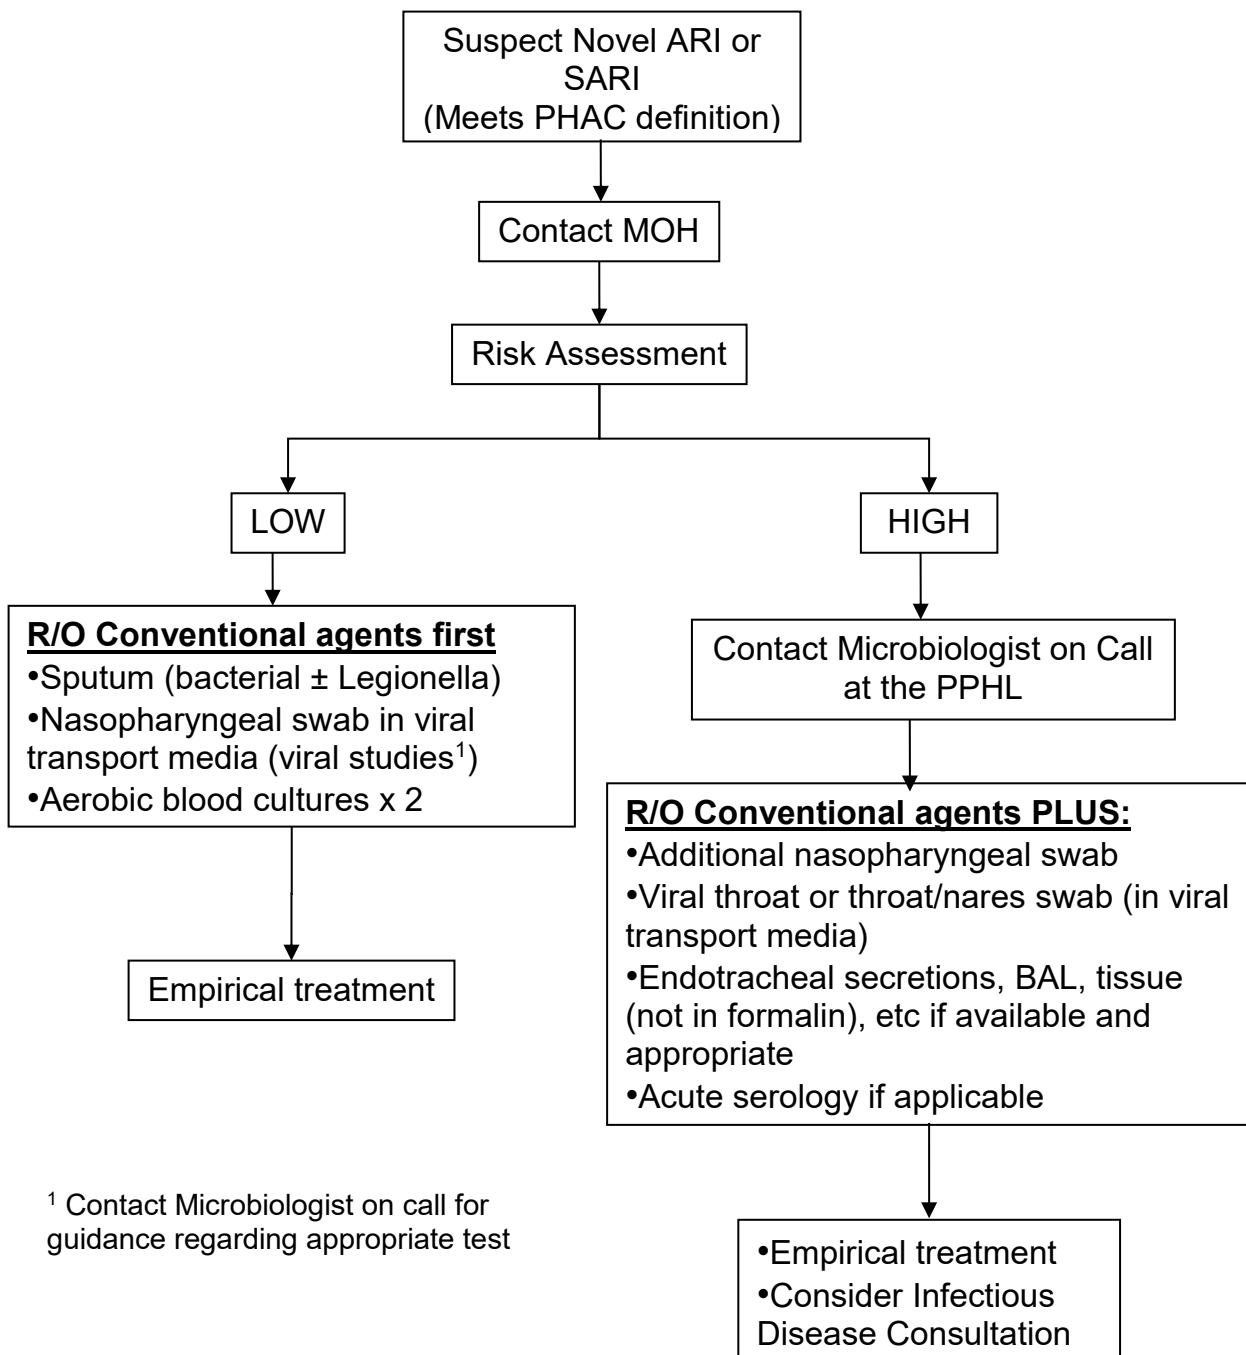 Suspect Novel ARI or
SARI
(Meets PHAC definition)
Contact MOH
Risk Assessment
LOW
HIGH
R/O Conventional agents first
•Sputum (bacterial ± Legionella)
•Nasopharyngeal swab in viral
transport media (viral studies¹)
•Aerobic blood cultures x 2
Contact Microbiologist on Call
at the PPHL
R/O Conventional agents PLUS:
•Additional nasopharyngeal swab
•Viral throat or throat/nares swab (in viral
transport media)
•Endotracheal secretions, BAL, tissue
(not in formalin), etc if available and
appropriate
•Acute serology if applicable
Empirical treatment
¹ Contact Microbiologist on call for
guidance regarding appropriate test
•Empirical treatment
•Consider Infectious
Disease Consultation